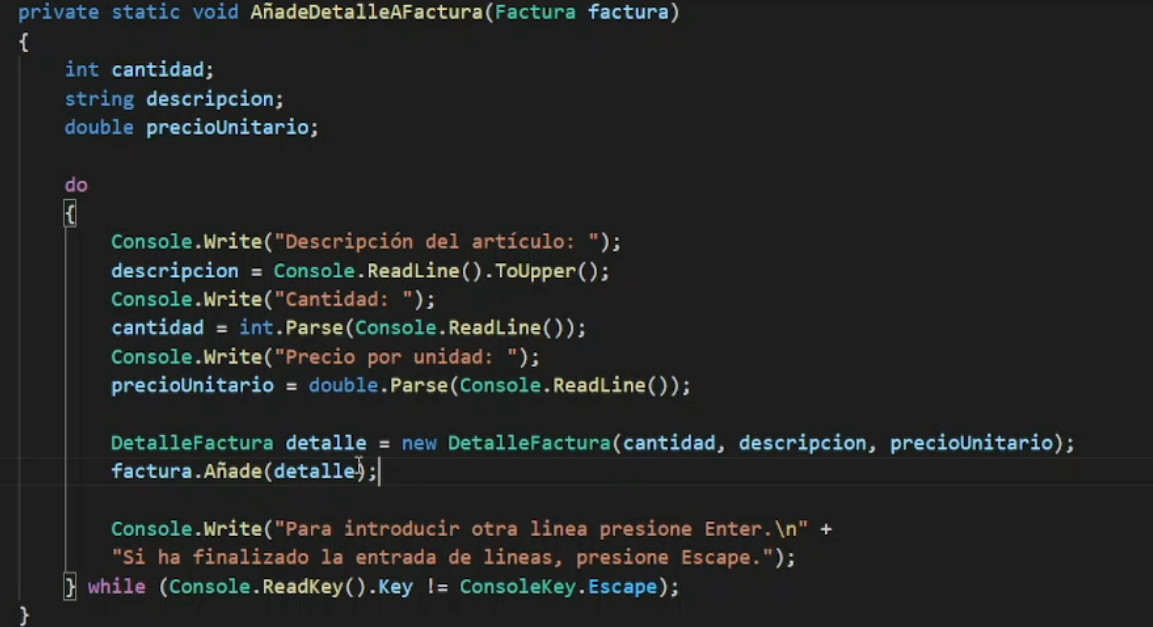 private static void AñadeDetalleAFactura(Factura factura)
{
int cantidad;
string descripcion;
double precioUnitario;
do
{
Console.Write("Descripción del artículo: ");
descripcion = Console.ReadLine().ToUpper();
Console.Write("Cantidad: ");
cantidad = int.Parse(Console.ReadLine());
Console.Write("Precio por unidad: ");
precioUnitario = double.Parse(Console.ReadLine());
DetalleFactura detalle = new DetalleFactura(cantidad, descripcion, precioUnitario);
factura.Añade(detalle);
Console.Write("Para introducir otra linea presione Enter.\n" +
"Si ha finalizado la entrada de lineas, presione Escape.");
} while (Console.ReadKey().Key != ConsoleKey.Escape);
}